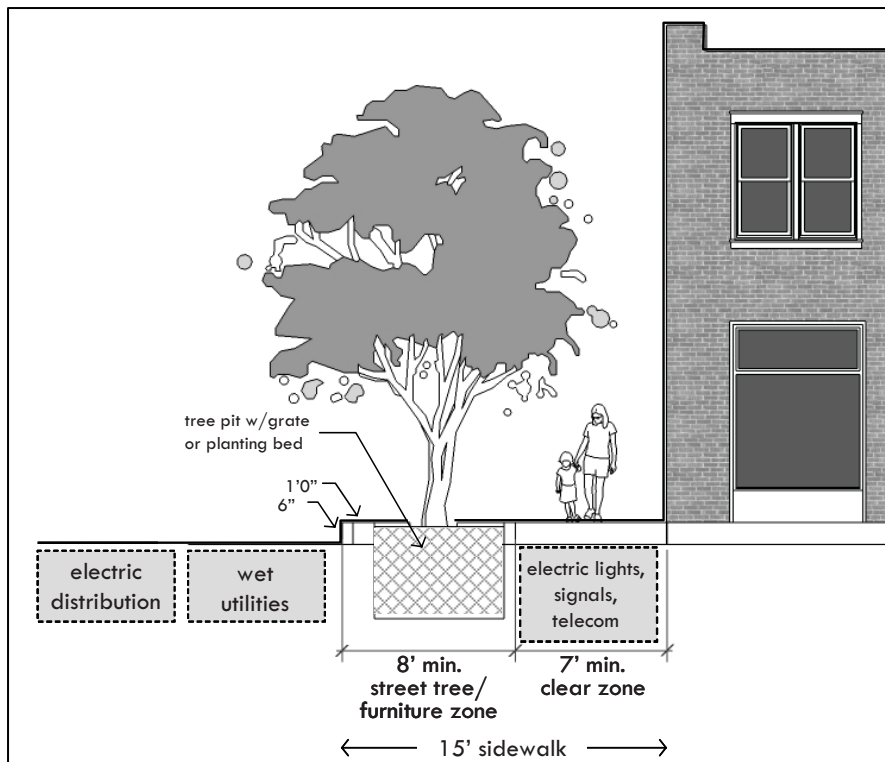 tree pit w/grate
or planting bed
1’0”
6”
electric
distribution
wet
utilities
electric lights,
signals,
telecom
8’ min.
street tree/
furniture zone
7’ min.
clear zone
15’ sidewalk